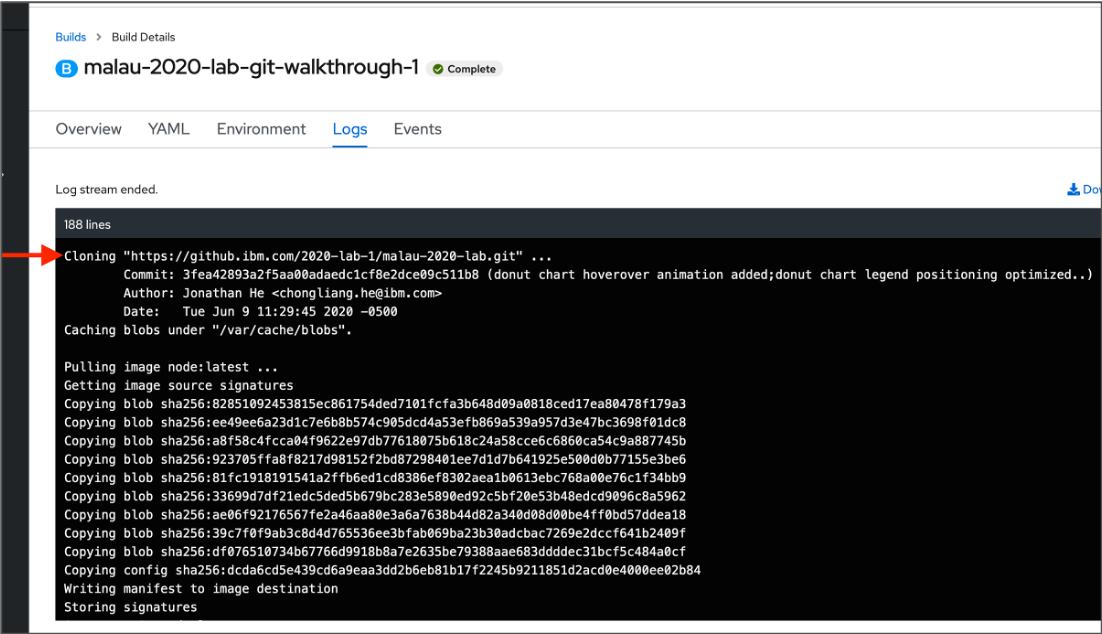 Builds > Build Details
B malau-2020-lab-git-walkthrough-1 Complete
Overview YAML Environment Logs Events
Log stream ended.
188 lines
Cloning "https://github.ibm.com/2020-lab-1/malau-2020-lab.git" ...
Commit: 3fea42893a2f5aa00adaedc1cf8e2dce09c511b8 (donut chart hoverover animation added;donut chart legend positioning optimized..)
Author: Jonathan He <chongliang.he@ibm.com>
Date: Tue Jun 9 11:29:45 2020 -0500
Caching blobs under "/var/cache/blobs".
Pulling image node:latest ...
Getting image source signatures
Copying blob sha256:82851092453815ec861754ded7101fcfa3b648d09a0818ced17ea80478f179a3
Copying blob sha256:ee49ee6a23d1c7e6b8b574c905dcd4a53efb869a539a957d3e47bc3698f01dc8
Copying blob sha256:a8f58c4fcca04f9622e97db77618075b618c24a58cce6c6860ca54c9a887745b
Copying blob sha256:923705ffa8f8217d98152f2bd87298401ee7d1d7b641925e500d0b77155e3be6
Copying blob sha256:81fc1918191541a2ffb6ed1cd8386ef8302aea1b0613ebc768a00e76c1f34bb9
Copying blob sha256:33699d7df21edc5ded5b679bc283e5890ed92c5bf20e53b48edcd9096c8a5962
Copying blob sha256:ae06f92176567fe2a46aa80e3a6a7638b44d82a340d08d00be4ff0bd57ddea18
Copying blob sha256:39c7f0f9ab3c8d4d765536ee3bfab069ba23b30adcbac7269e2dccf641b2409f
Copying blob sha256:df076510734b67766d9918b8a7e2635be79388aae683ddddec31bcf5c484a0cf
Copying config sha256:dcda6cd5e439cd6a9eaa3dd2b6eb81b17f2245b9211851d2acd0e4000ee02b84
Writing manifest to image destination
Storing signatures